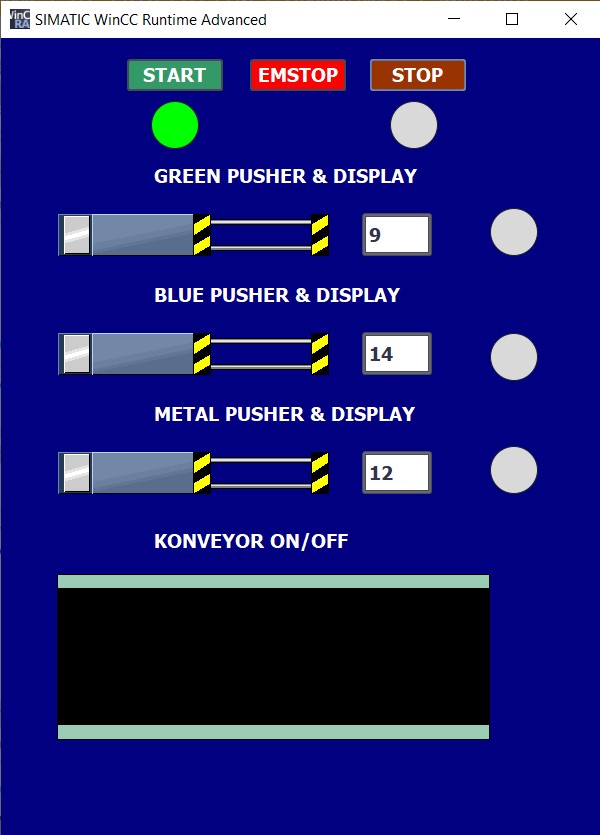 SIMATIC WinCC Runtime Advanced
START EMSTOP STOP
GREEN PUSHER & DISPLAY
9
BLUE PUSHER & DISPLAY
14
METAL PUSHER & DISPLAY
12
KONVEYOR ON/OFF